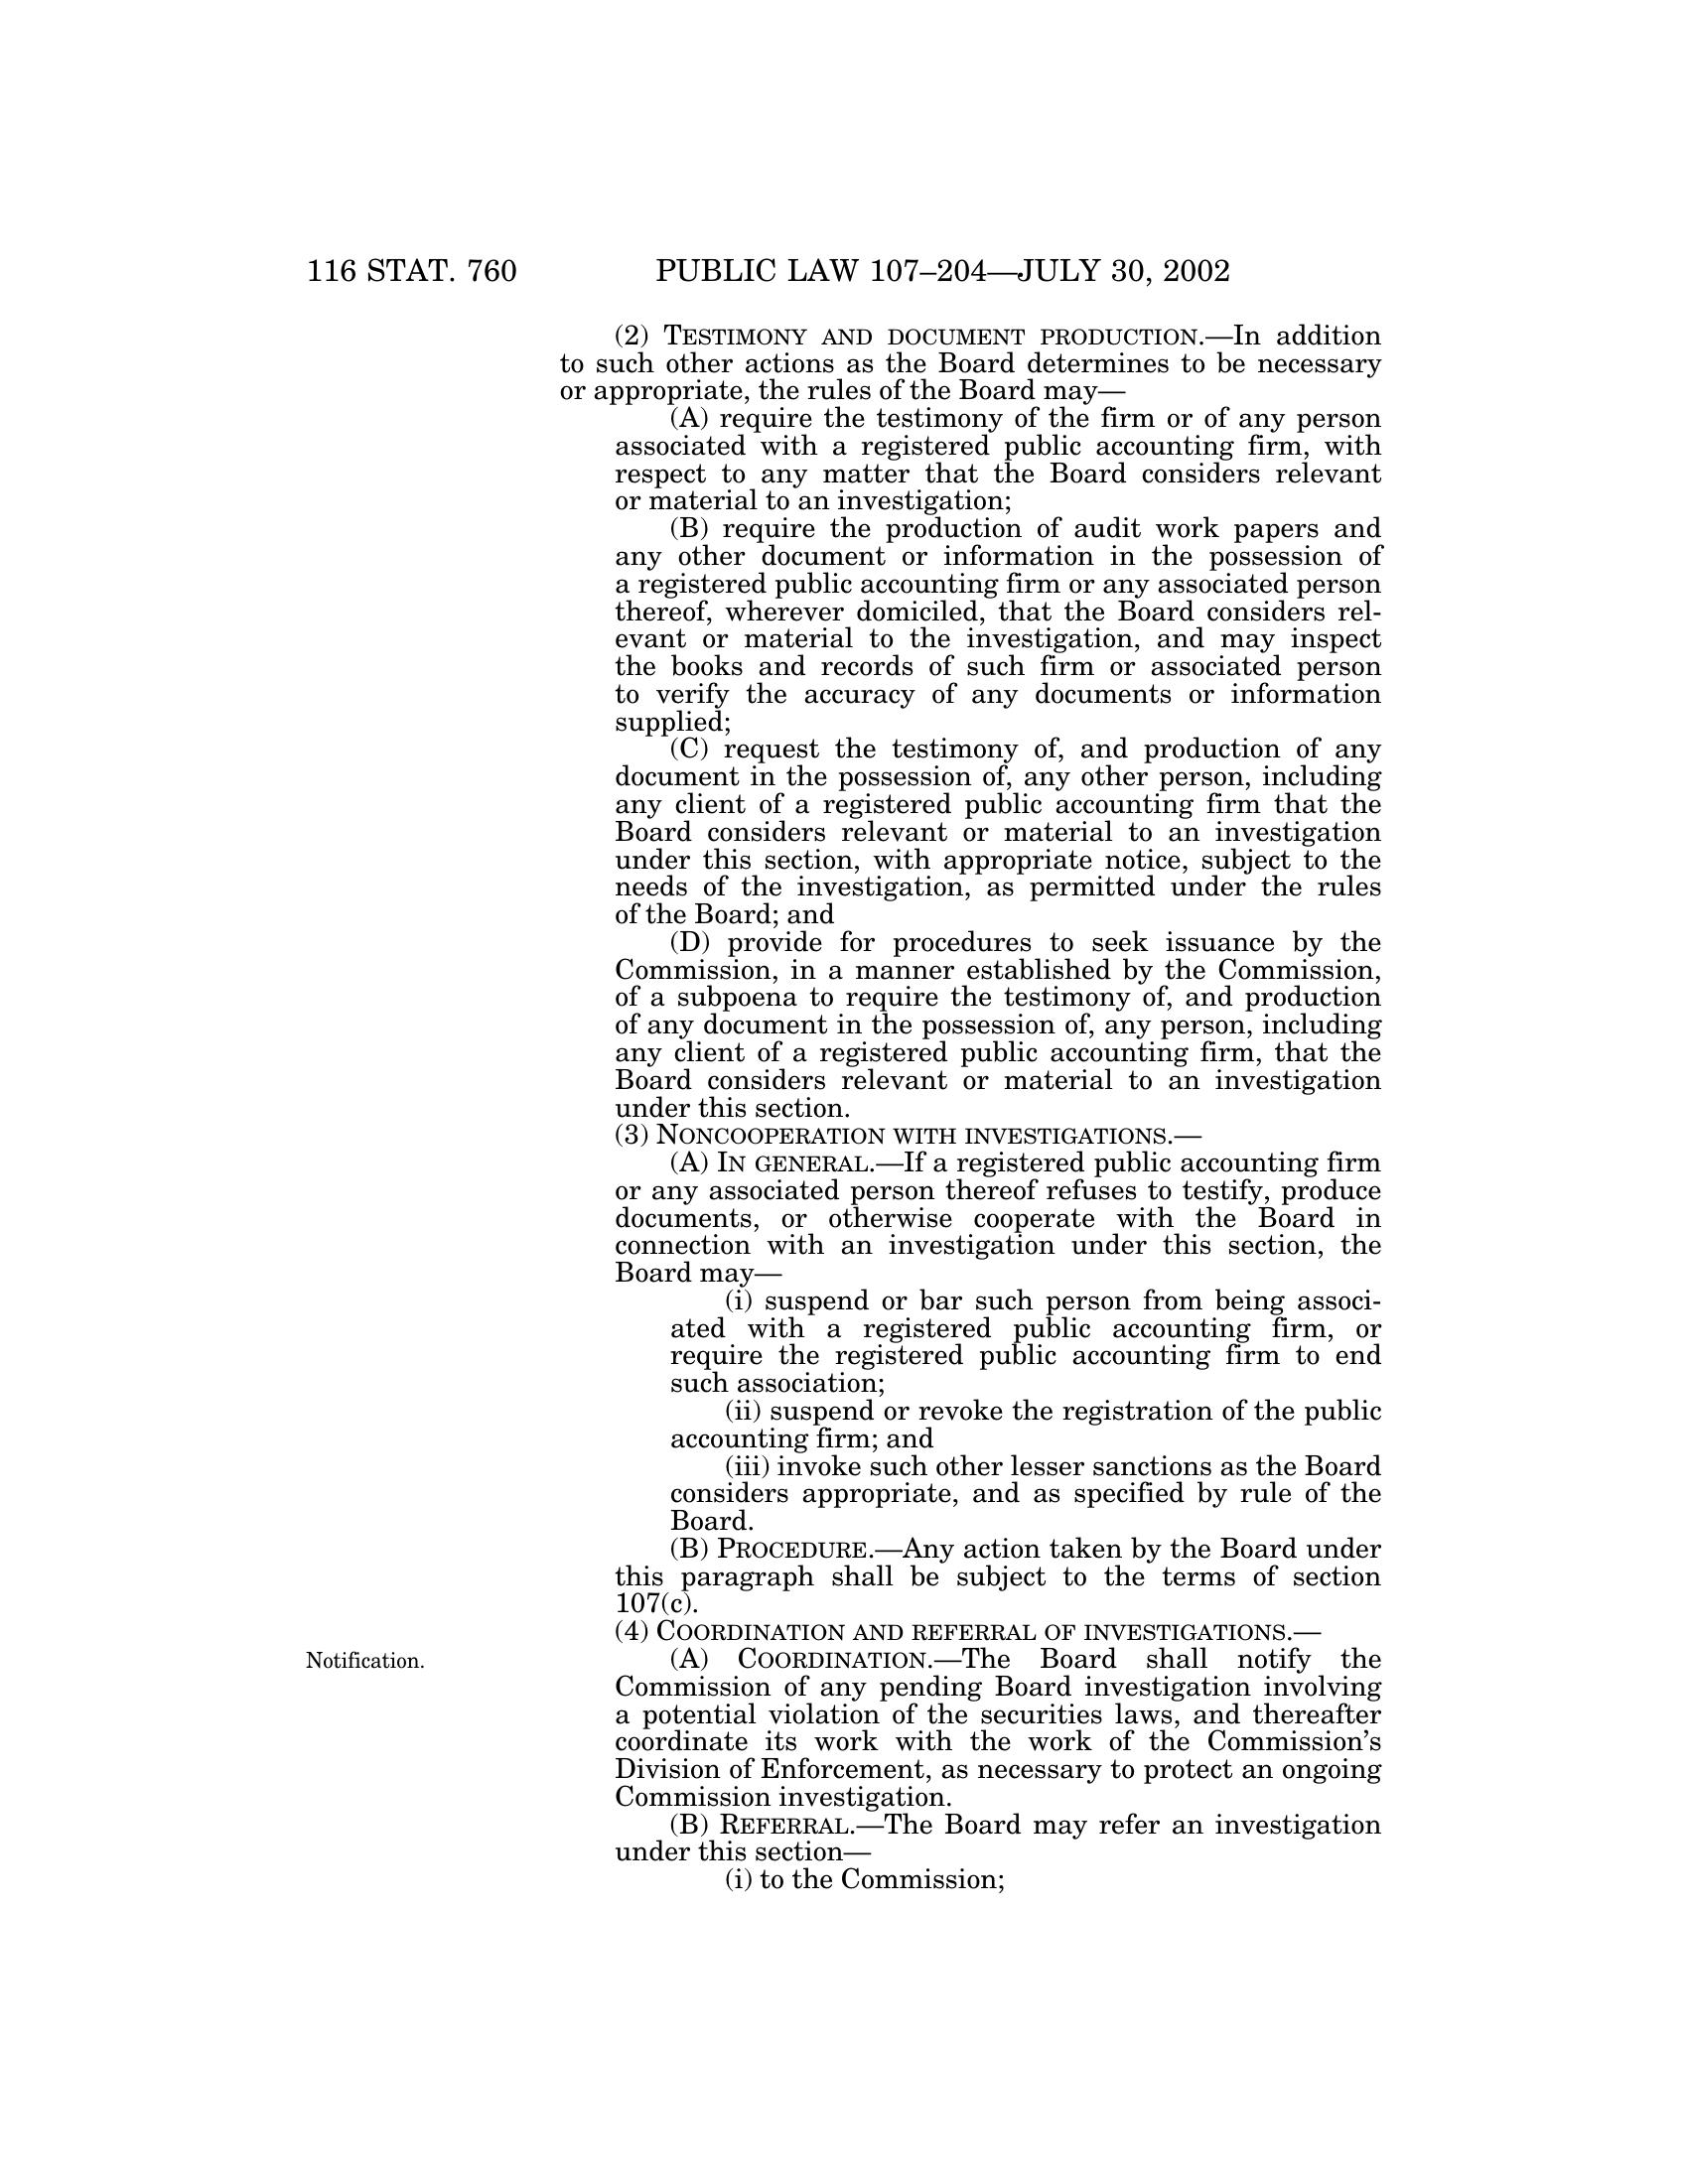 116 STAT. 760 PUBLIC LAW 107–204—JULY 30, 2002
(2) TESTIMONY AND DOCUMENT PRODUCTION.—In addition
to such other actions as the Board determines to be necessary
or appropriate, the rules of the Board may—
(A) require the testimony of the firm or of any person
associated with a registered public accounting firm, with
respect to any matter that the Board considers relevant
or material to an investigation;
(B) require the production of audit work papers and
any other document or information in the possession of
a registered public accounting firm or any associated person
thereof, wherever domiciled, that the Board considers rel-
evant or material to the investigation, and may inspect
the books and records of such firm or associated person
to verify the accuracy of any documents or information
supplied;
(C) request the testimony of, and production of any
document in the possession of, any other person, including
any client of a registered public accounting firm that the
Board considers relevant or material to an investigation
under this section, with appropriate notice, subject to the
needs of the investigation, as permitted under the rules
of the Board; and
(D) provide for procedures to seek issuance by the
Commission, in a manner established by the Commission,
of a subpoena to require the testimony of, and production
of any document in the possession of, any person, including
any client of a registered public accounting firm, that the
Board considers relevant or material to an investigation
under this section.
(3) NONCOOPERATION WITH INVESTIGATIONS.—
(A) IN GENERAL.—If a registered public accounting firm
or any associated person thereof refuses to testify, produce
documents, or otherwise cooperate with the Board in
connection with an investigation under this section, the
Board may—
(i) suspend or bar such person from being associ-
ated with a registered public accounting firm, or
require the registered public accounting firm to end
such association;
(ii) suspend or revoke the registration of the public
accounting firm; and
(iii) invoke such other lesser sanctions as the Board
considers appropriate, and as specified by rule of the
Board.
(B) PROCEDURE.—Any action taken by the Board under
this paragraph shall be subject to the terms of section
107(c).
(4) COORDINATION AND REFERRAL OF INVESTIGATIONS.—
Notification.
(A) COORDINATION.—The Board shall notify the
Commission of any pending Board investigation involving
a potential violation of the securities laws, and thereafter
coordinate its work with the work of the Commission's
Division of Enforcement, as necessary to protect an ongoing
Commission investigation.
(B) REFERRAL.—The Board may refer an investigation
under this section—
(i) to the Commission;